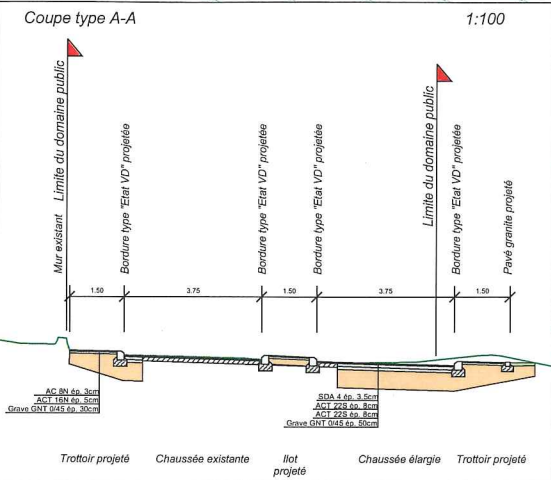 Coupe type A-A
1:100
Mur existant
Limite du domaine public
Bordure type "Etat VD" projetée
Bordure type "Etat VD" projetée
Bordure type "Etat VD" projetée
Limite du domaine public
Bordure type "Etat VD" projetée
Pavé granite projeté
1.50
3.75
1.50
3.75
1.50
AC 8N ép. 3cm
ACT 16N ép. 5cm
Grave GNT 0/45 ép. 30cm
SDA 4 ép. 3.5cm
ACT 22S ép. 8cm
ACT 22S ép. 8cm
Grave GNT 0/45 ép. 50cm
Trottoir projeté
Chaussée existante
Ilot
projeté
Chaussée élargie
Trottoir projeté